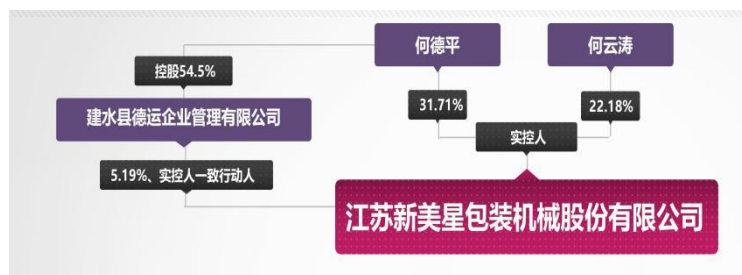 何德平
何云涛
控股54.5%
31.71%
22.18%
建水县德运企业管理有限公司
实控人
5.19%、实控人一致行动人
江苏新美星包装机械股份有限公司